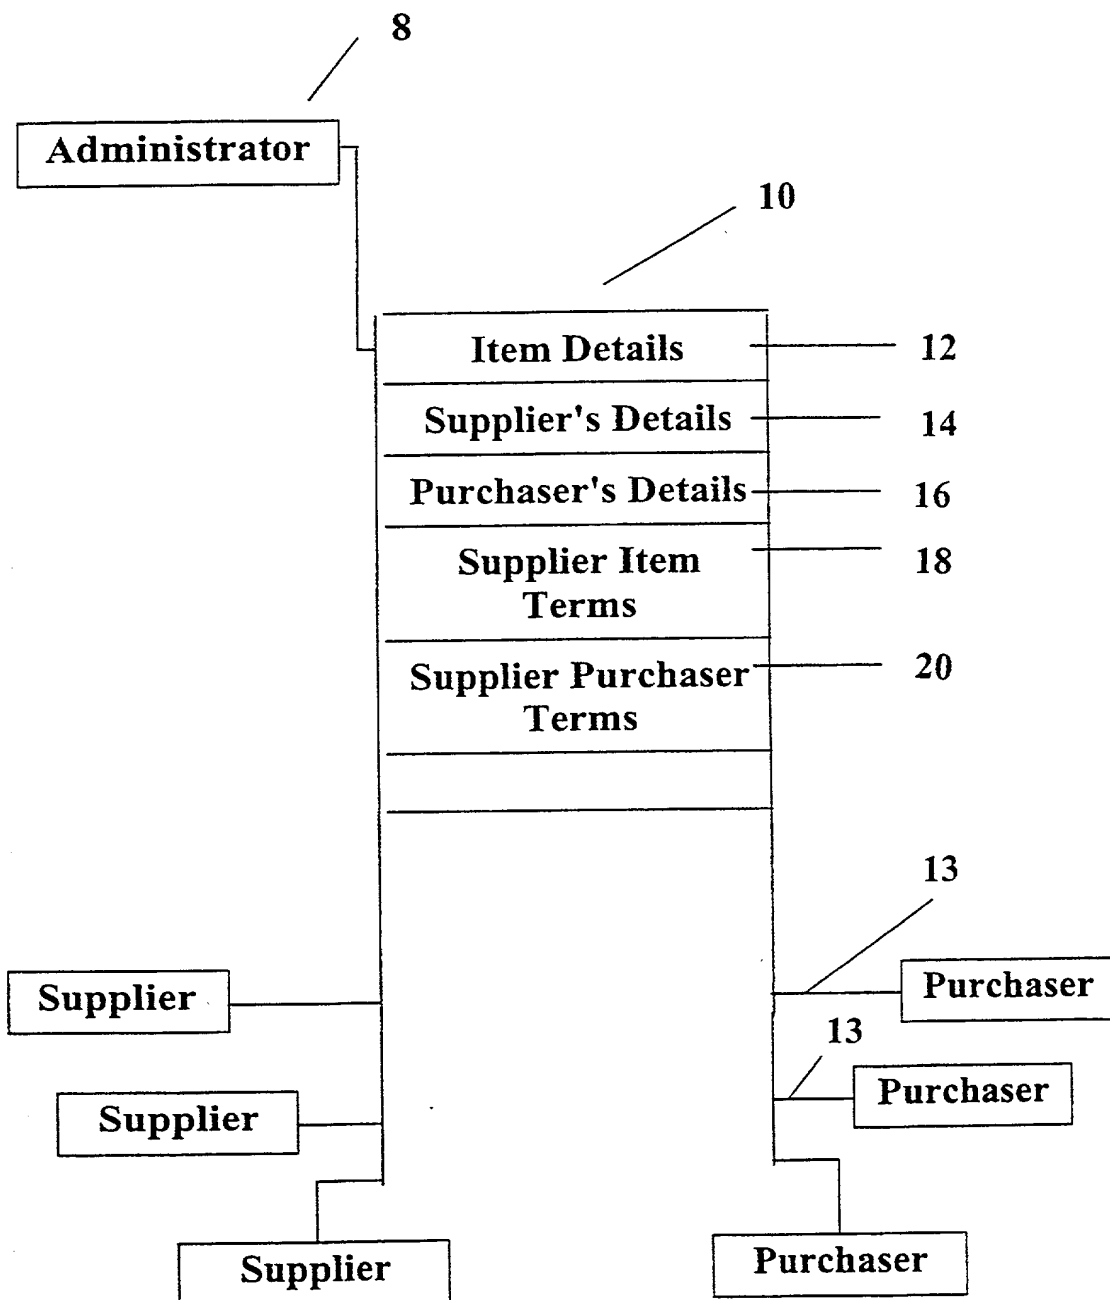 8
Administrator
10
Item Details
12
Supplier's Details
14
Purchaser's Details
16
Supplier Item
Terms
18
Supplier Purchaser
Terms
20
13
Supplier
Purchaser
13
Supplier
Purchaser
Supplier
Purchaser